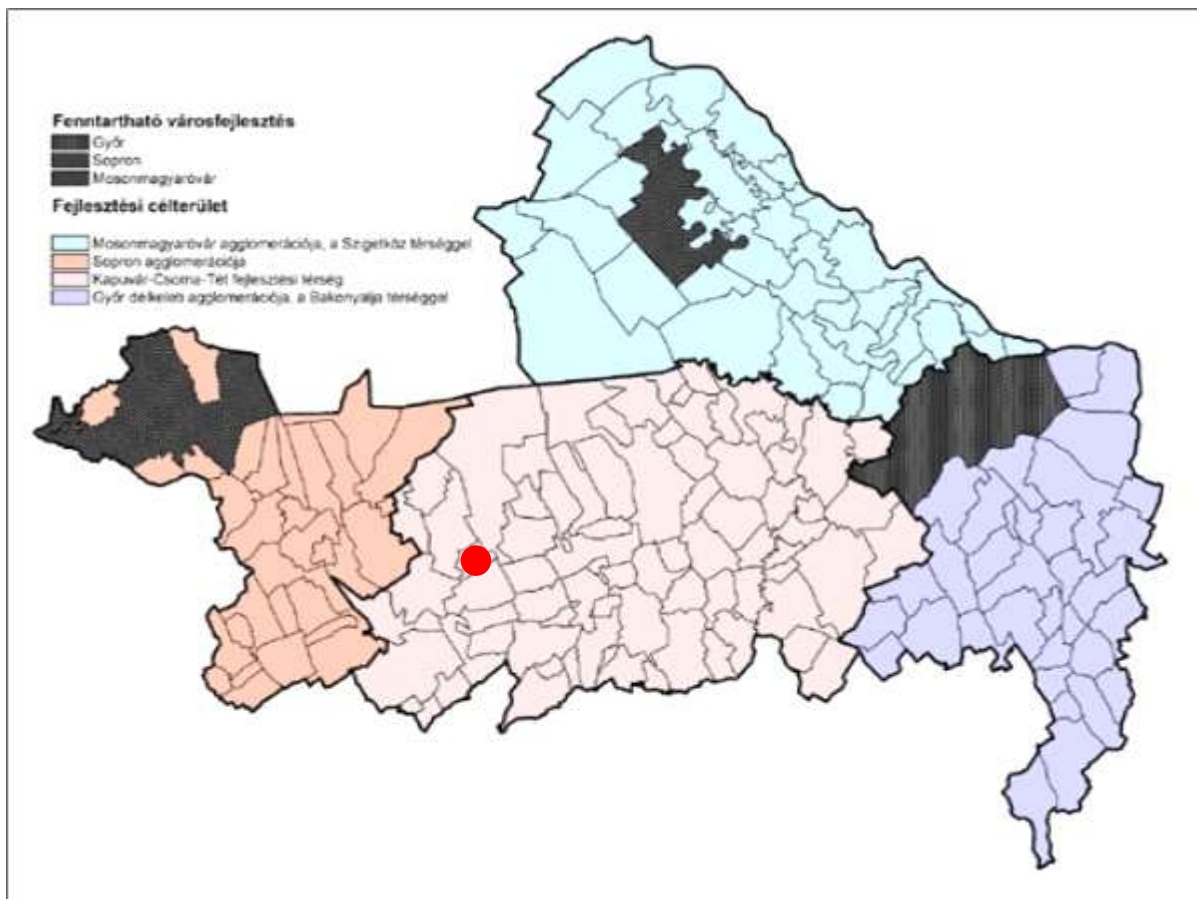 Fenntartható városfejlesztés
Győr
Sopron
Mosonmagyaróvár
Fejlesztési célterület
Mosonmagyaróvár agglomerációja, a Szigetköz térséggel
Sopron agglomerációja
Kapuvár-Csorna-Tét fejlesztési térség
Győr délkeleti agglomerációja, a Bakonyalja térséggel